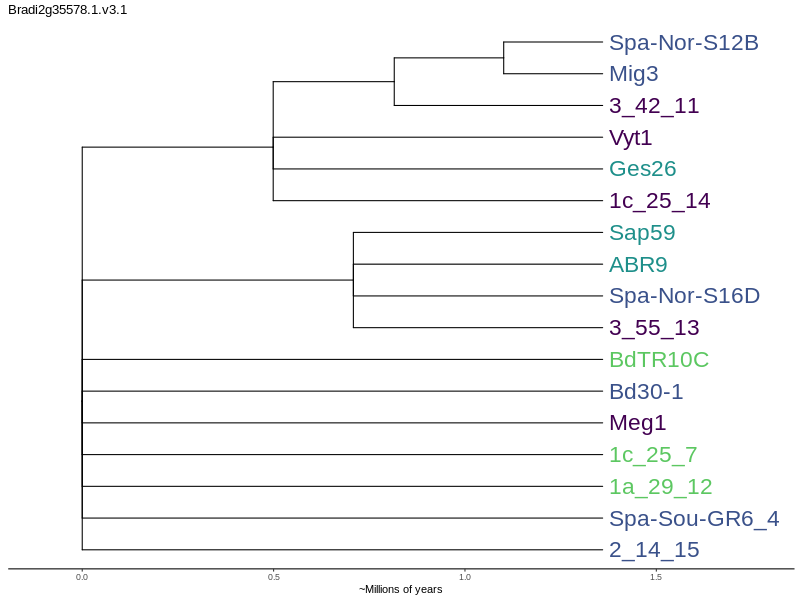 Bradi2g35578.1.v3.1
Spa-Nor-S12B
Mig3
3_42_11
Vyt1
Ges26
1c_25_14
Sap59
ABR9
Spa-Nor-S16D
3_55_13
BdTR10C
Bd30-1
Meg1
1c_25_7
1a_29_12
Spa-Sou-GR6_4
2_14_15
0.0 0.5 1.0 1.5
~Millions of years